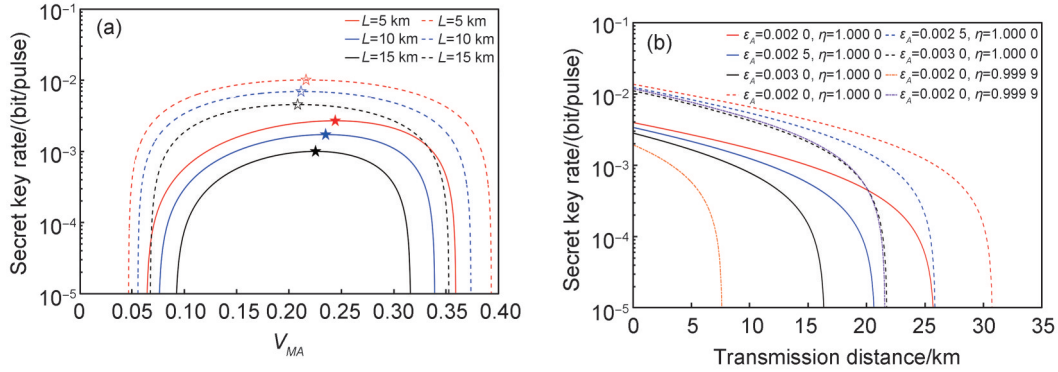 (a)
L=5 km
L=5 km
L=10 km
L=10 km
L=15 km
L=15 km
Secret key rate/(bit/pulse)
10⁰
10⁻¹
10⁻²
10⁻³
10⁻⁴
10⁻⁵
0 0.05 0.10 0.15 0.20 0.25 0.30 0.35 0.40
V_MA
(b)
ε_A=0.002 0, η=1.000 0
ε_A=0.002 5, η=1.000 0
ε_A=0.002 5, η=1.000 0
ε_A=0.003 0, η=1.000 0
ε_A=0.003 0, η=1.000 0
ε_A=0.002 0, η=0.999 9
ε_A=0.002 0, η=1.000 0
ε_A=0.002 0, η=0.999 9
Secret key rate/(bit/pulse)
10⁰
10⁻¹
10⁻²
10⁻³
10⁻⁴
10⁻⁵
0 5 10 15 20 25 30 35
Transmission distance/km